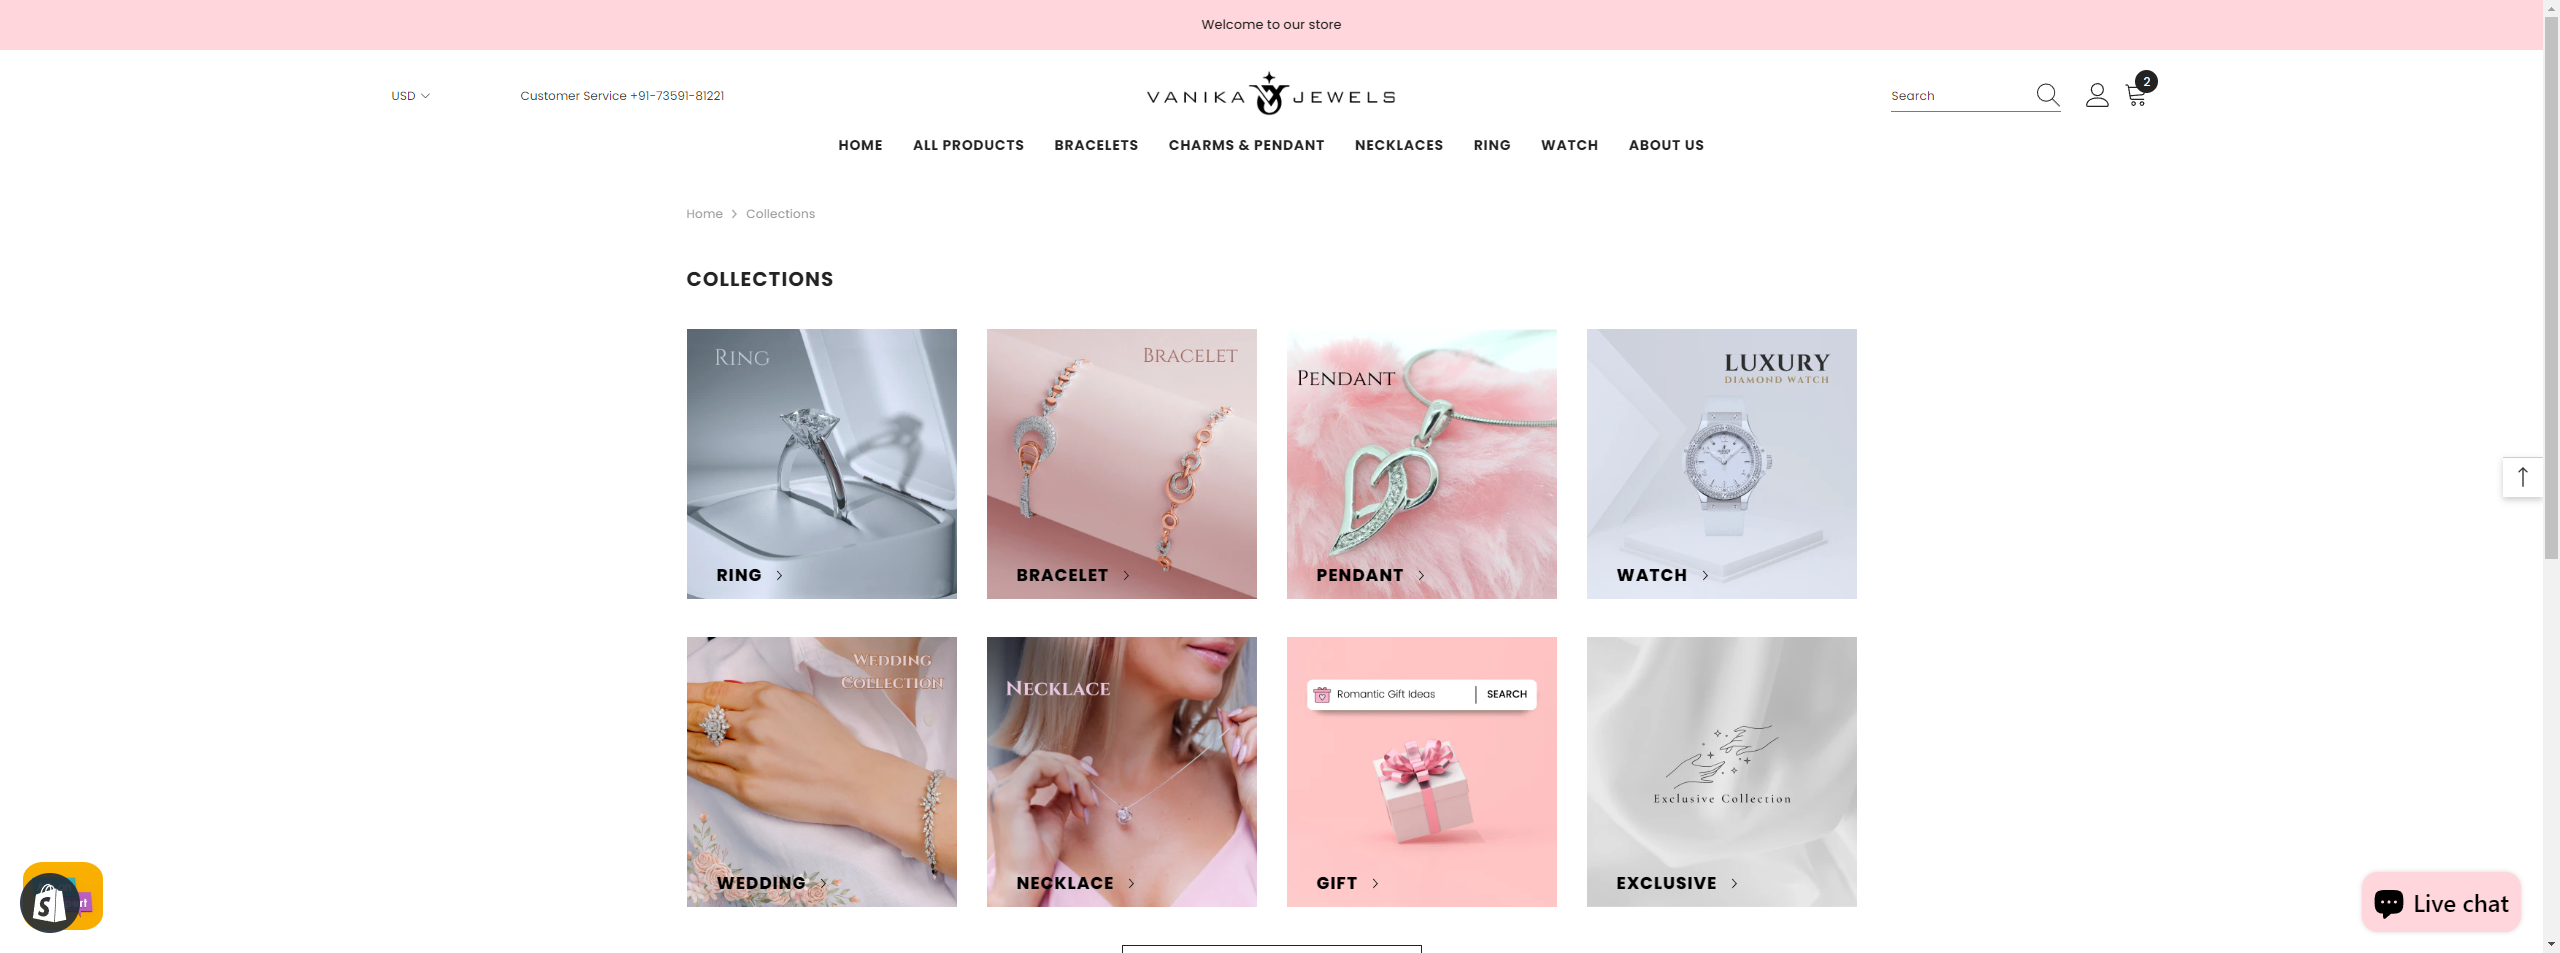 Welcome to our store
USD
Customer Service +91-73591-81221
VANIKA JEWELS
Search
2
HOME
ALL PRODUCTS
BRACELETS
CHARMS & PENDANT
NECKLACES
RING
WATCH
ABOUT US
Home
Collections
COLLECTIONS
RING
RING
BRACELET
BRACELET
PENDANT
PENDANT
LUXURY
DIAMOND WATCH
WATCH
WEDDING
COLLECTION
WEDDING
NECKLACE
NECKLACE
Romantic Gift Ideas
SEARCH
GIFT
Exclusive Collection
EXCLUSIVE
Live chat